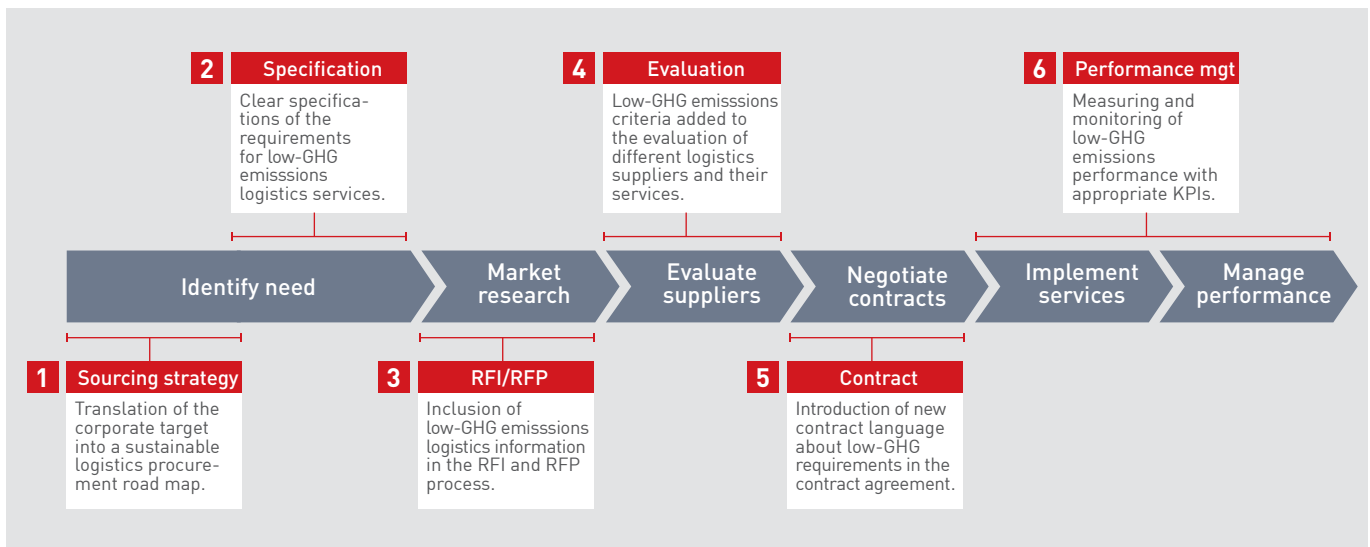 2 Specification
Clear specifica-
tions of the
requirements
for low-GHG
emisssions
logistics services.
4 Evaluation
Low-GHG emisssions
criteria added to
the evaluation of
different logistics
suppliers and their
services.
6 Performance mgt
Measuring and
monitoring of
low-GHG
emissions
performance with
appropriate KPIs.
Identify need
Market
research
Evaluate
suppliers
Negotiate
contracts
Implement
services
Manage
performance
1 Sourcing strategy
Translation of the
corporate target
into a sustainable
logistics procure-
ment road map.
3 RFI/RFP
Inclusion of
low-GHG emisssions
logistics information
in the RFI and RFP
process.
5 Contract
Introduction of new
contract language
about low-GHG
requirements in the
contract agreement.